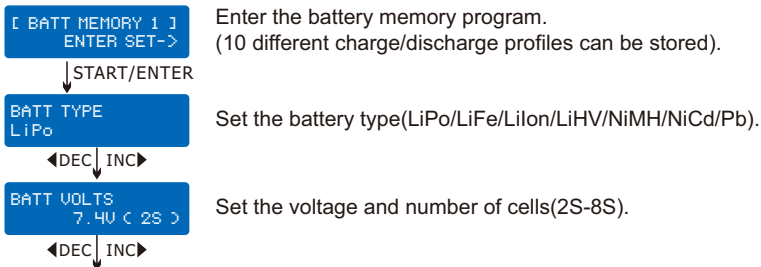 [ BATT MEMORY 1 ]
ENTER SET->
Enter the battery memory program.
(10 different charge/discharge profiles can be stored).
START/ENTER
BATT TYPE
LiPo
Set the battery type(LiPo/LiFe/LiIon/LiHV/NiMH/NiCd/Pb).
◀DEC INC▶
BATT VOLTS
7.4V ( 2S )
Set the voltage and number of cells(2S-8S).
◀DEC INC▶